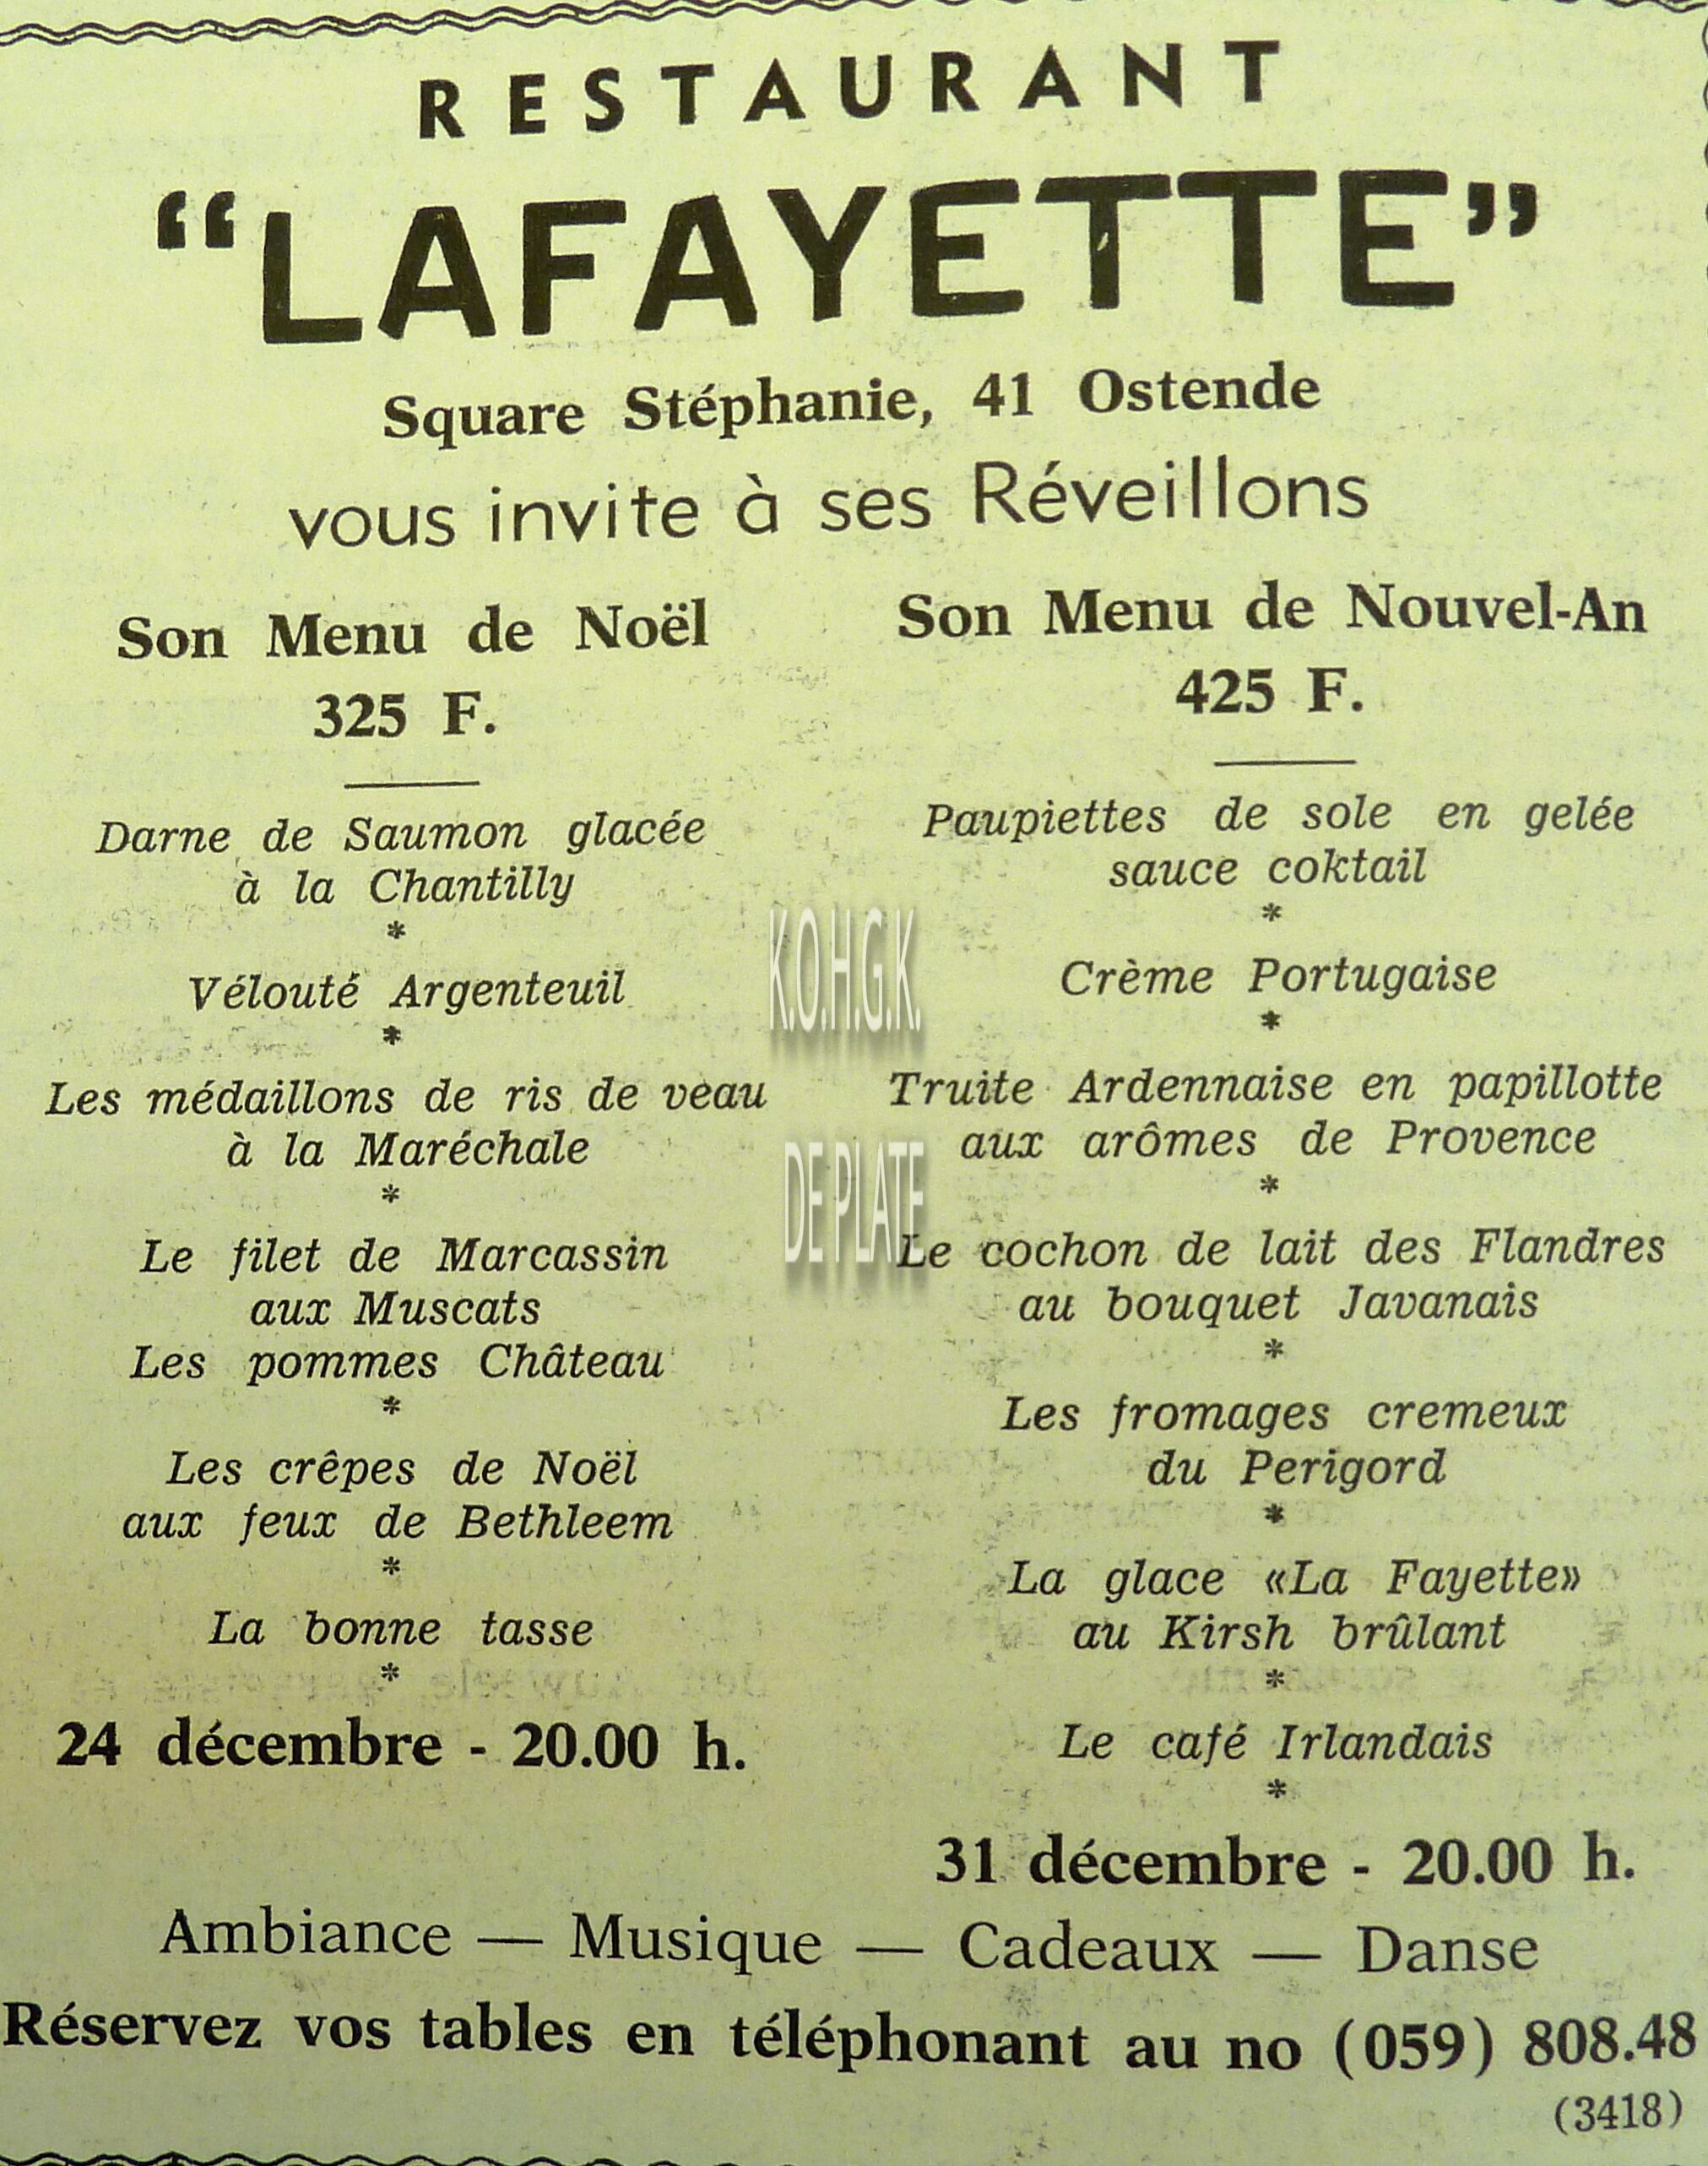 RESTAURANT
“LAFAYETTE”
Square Stéphanie, 41 Ostende
vous invite à ses Réveillons
Son Menu de Noël
325 F.
Darne de Saumon glacée
à la Chantilly
*
Vélouté Argenteuil
*
Les médaillons de ris de veau
à la Maréchale
*
Le filet de Marcassin
aux Muscats
Les pommes Château
*
Les crêpes de Noël
aux feux de Bethleem
*
La bonne tasse
*
24 décembre - 20.00 h.
Son Menu de Nouvel-An
425 F.
Paupiettes de sole en gelée
sauce coktail
*
Crème Portugaise
*
Truite Ardennaise en papillotte
aux arômes de Provence
*
Le cochon de lait des Flandres
au bouquet Javanais
*
Les fromages cremeux
du Perigord
*
La glace «La Fayette»
au Kirsh brûlant
*
Le café Irlandais
*
31 décembre - 20.00 h.
K.O.H.G.K.
DE PLATE
Ambiance — Musique — Cadeaux — Danse
Réservez vos tables en téléphonant au no (059) 808.48
(3418)